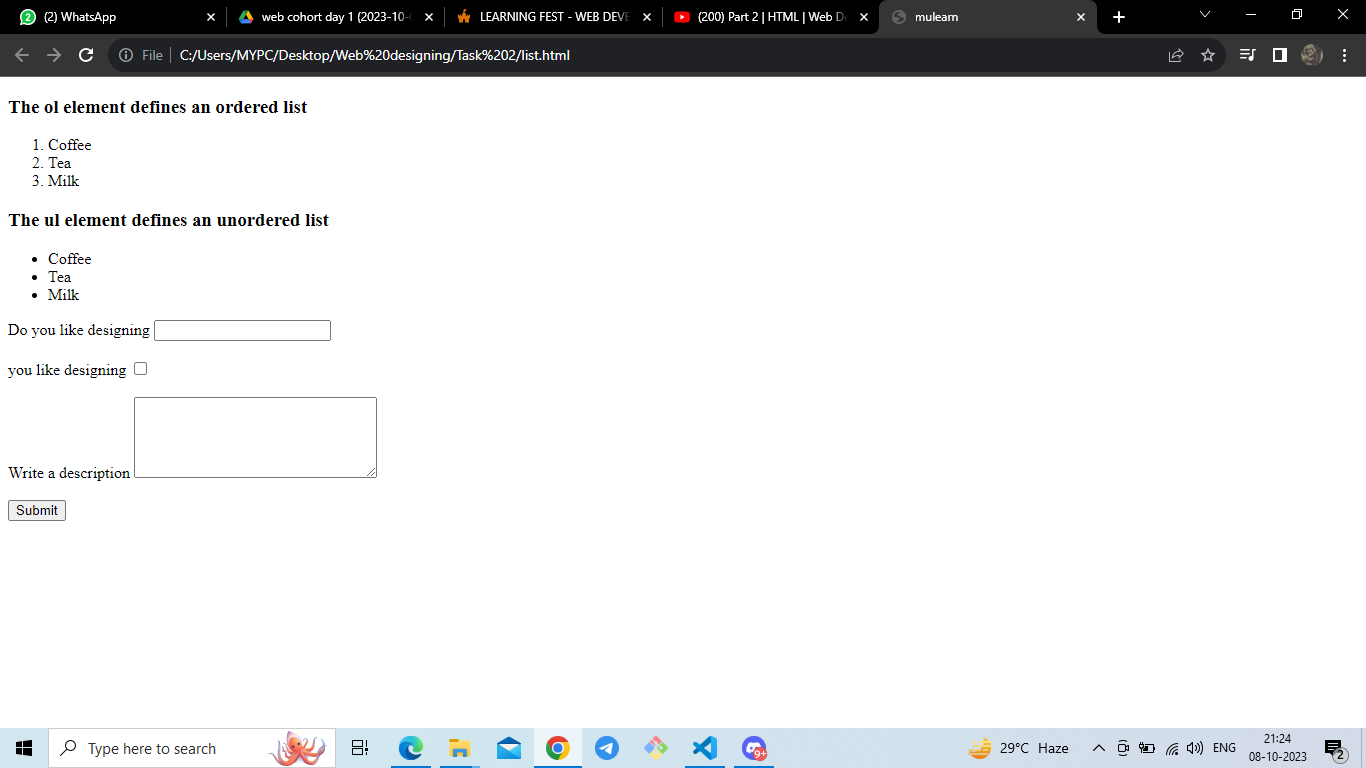 (2) WhatsApp
web cohort day 1 (2023-10-
LEARNING FEST - WEB DEVE
(200) Part 2 | HTML | Web D
mulearn
File
C:/Users/MYPC/Desktop/Web%20designing/Task%202/list.html
The ol element defines an ordered list
1. Coffee
2. Tea
3. Milk
The ul element defines an unordered list
• Coffee
• Tea
• Milk
Do you like designing
you like designing
Write a description
Submit
Type here to search
9+
29°C Haze
ENG
21:24
08-10-2023
2